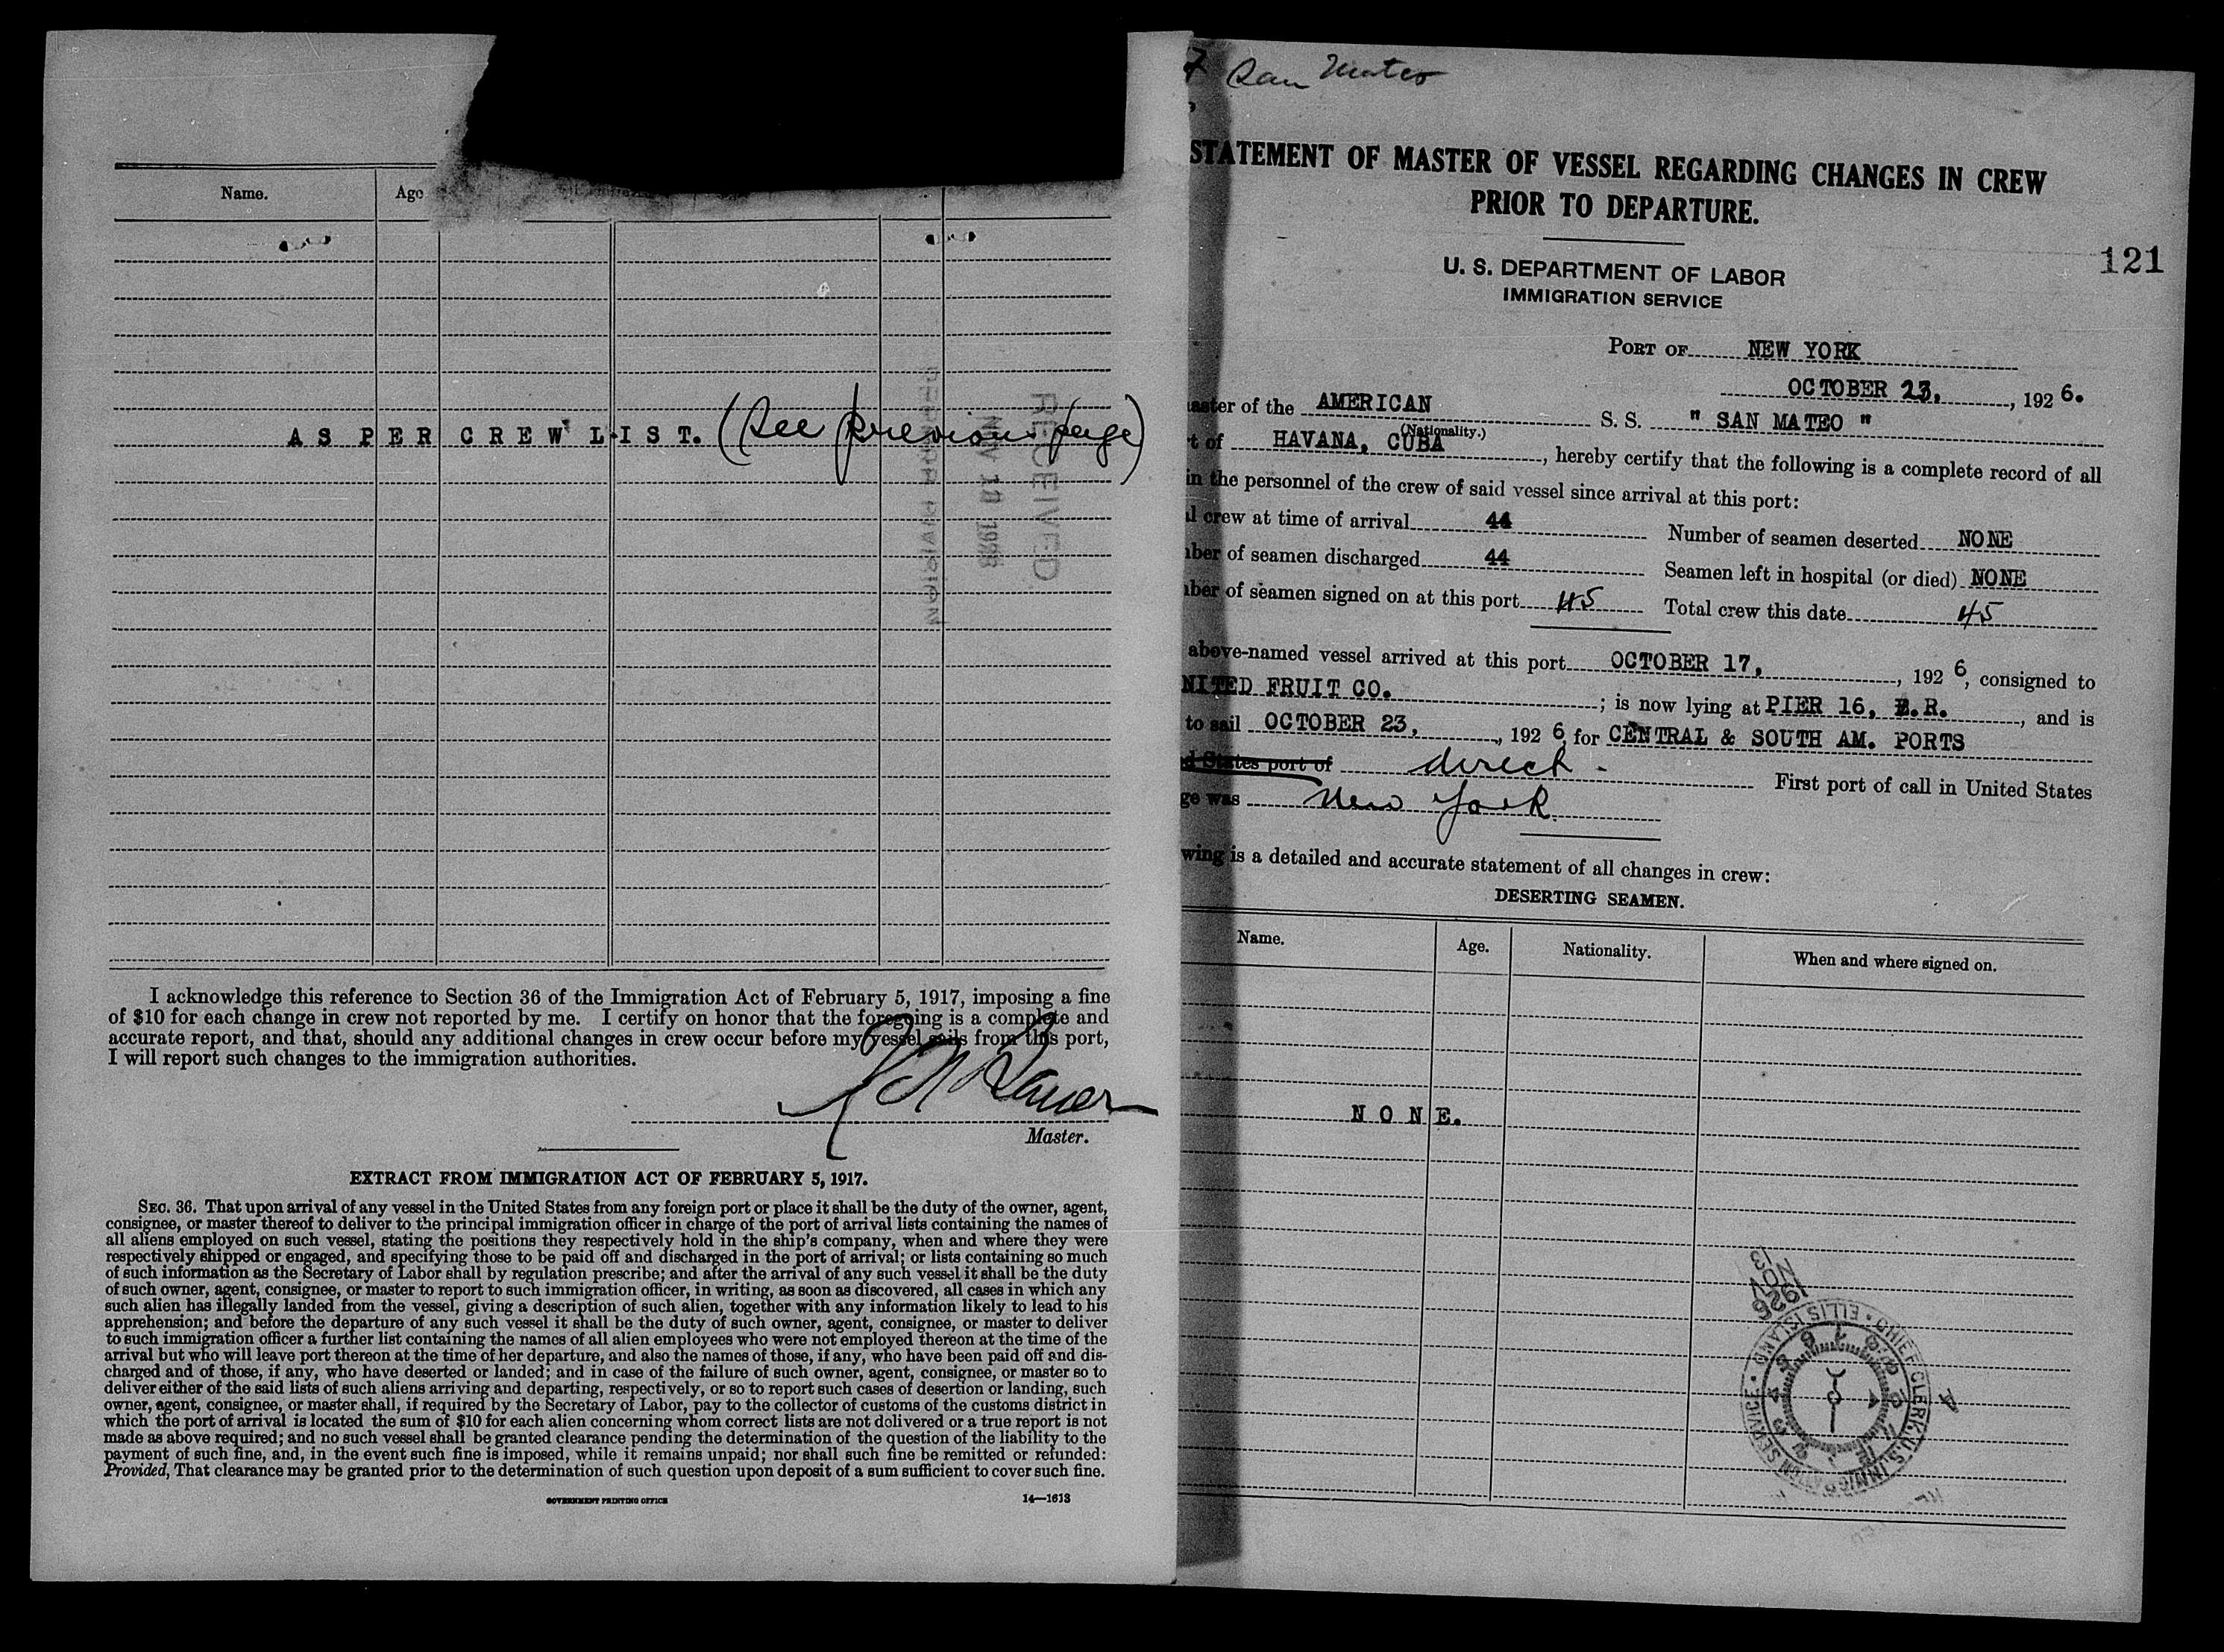 Name.
Age
AS PER CREW LIST. (See previous page)
RECEIVED
NOV 1926
DIVISION
I acknowledge this reference to Section 36 of the Immigration Act of February 5, 1917, imposing a fine
of $10 for each change in crew not reported by me. I certify on honor that the foregoing is a complete and
accurate report, and that, should any additional changes in crew occur before my vessel sails from this port,
I will report such changes to the immigration authorities.
Master.
EXTRACT FROM IMMIGRATION ACT OF FEBRUARY 5, 1917.
SEC. 36. That upon arrival of any vessel in the United States from any foreign port or place it shall be the duty of the owner, agent,
consignee, or master thereof to deliver to the principal immigration officer in charge of the port of arrival lists containing the names of
all aliens employed on such vessel, stating the positions they respectively hold in the ship's company, when and where they were
respectively shipped or engaged, and specifying those to be paid off and discharged in the port of arrival; or lists containing so much
of such information as the Secretary of Labor shall by regulation prescribe; and after the arrival of any such vessel it shall be the duty
of such owner, agent, consignee, or master to report to such immigration officer, in writing, as soon as discovered, all cases in which any
such alien has illegally landed from the vessel, giving a description of such alien, together with any information likely to lead to his
apprehension; and before the departure of any such vessel it shall be the duty of such owner, agent, consignee, or master to deliver
to such immigration officer a further list containing the names of all alien employees who were not employed thereon at the time of the
arrival but who will leave port thereon at the time of her departure, and also the names of those, if any, who have been paid off and dis-
charged and of those, if any, who have deserted or landed; and in case of the failure of such owner, agent, consignee, or master so to
deliver either of the said lists of such aliens arriving and departing, respectively, or so to report such cases of desertion or landing, such
owner, agent, consignee, or master shall, if required by the Secretary of Labor, pay to the collector of customs of the customs district in
which the port of arrival is located the sum of $10 for each alien concerning whom correct lists are not delivered or a true report is not
made as above required; and no such vessel shall be granted clearance pending the determination of the question of the liability to the
payment of such fine, and, in the event such fine is imposed, while it remains unpaid; nor shall such fine be remitted or refunded:
Provided, That clearance may be granted prior to the determination of such question upon deposit of a sum sufficient to cover such fine.
GOVERNMENT PRINTING OFFICE
14—1613
San Mateo
STATEMENT OF MASTER OF VESSEL REGARDING CHANGES IN CREW
PRIOR TO DEPARTURE.
121
U. S. DEPARTMENT OF LABOR
IMMIGRATION SERVICE
PORT OF NEW YORK
OCTOBER 23, 1926.
aster of the AMERICAN S. S. " SAN MATEO "
(Nationality.)
t of HAVANA, CUBA, hereby certify that the following is a complete record of all
in the personnel of the crew of said vessel since arrival at this port:
l crew at time of arrival 44 Number of seamen deserted NONE
ber of seamen discharged 44 Seamen left in hospital (or died) NONE
ber of seamen signed on at this port 45 Total crew this date 45
above-named vessel arrived at this port OCTOBER 17, 1926, consigned to
NITED FRUIT CO. ; is now lying at PIER 16, E.R., and is
to sail OCTOBER 23, 1926, for CENTRAL & SOUTH AM. PORTS
d States port of direct. First port of call in United States
ge was New York.
wing is a detailed and accurate statement of all changes in crew:
DESERTING SEAMEN.
Name. Age. Nationality. When and where signed on.
NONE.
13
NOV
1926
CHIEF CLERK, U.S. IMMIGRATION SERVICE • ELLIS ISLAND •